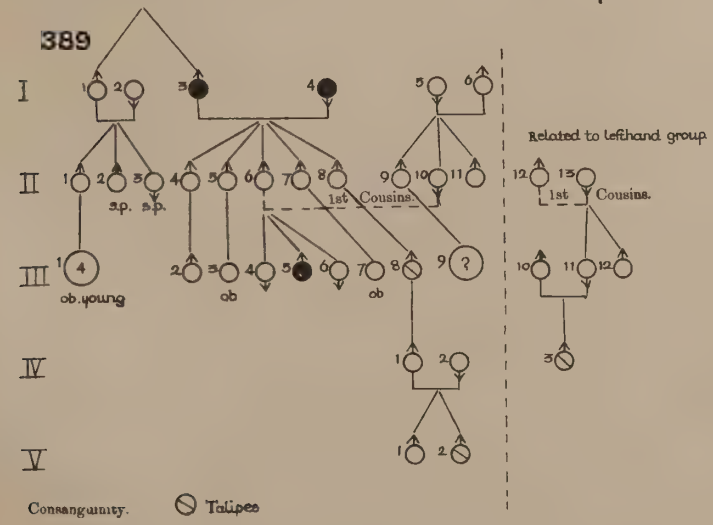 389
I 1 2 3 4 5 6
Related to lefthand group
II 1 2 3 4 5 6 7 8 9 10 11 12 13
s.p. s.p. 1st Cousins. 1st Cousins.
III 1 4 2 3 4 5 6 7 8 9 ? 10 11 12
ob. young ob ob
IV 1 2 3
V 1 2
Consanguinity. Talipes